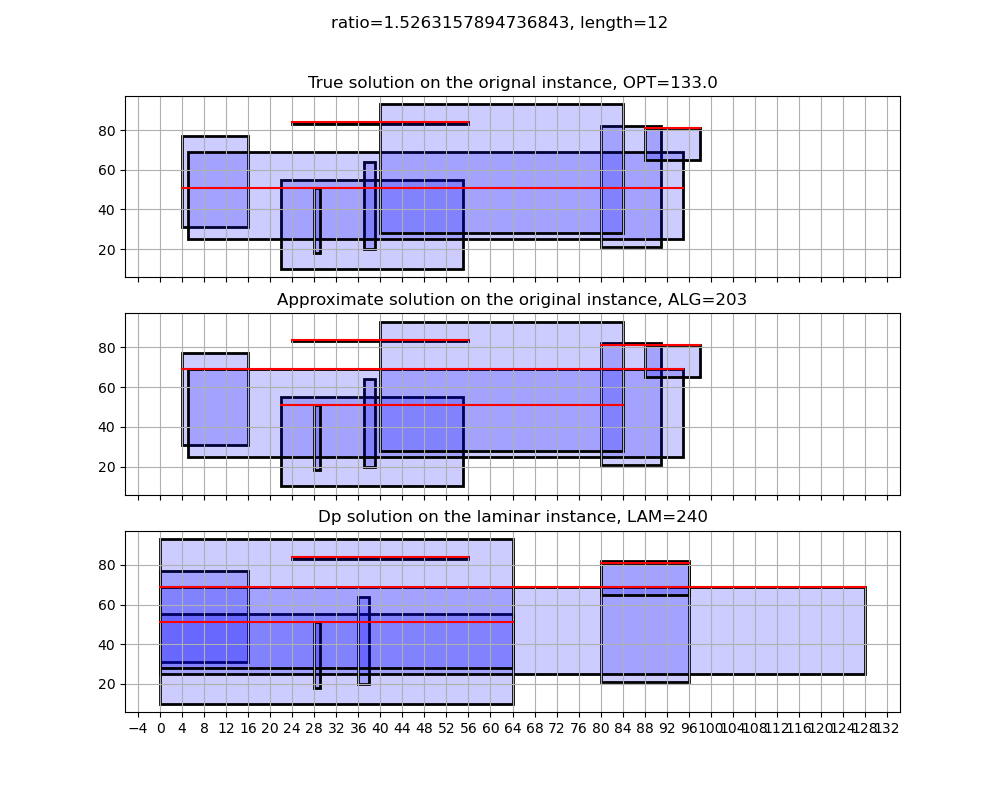 ratio=1.5263157894736843, length=12
True solution on the orignal instance, OPT=133.0
80
60
40
20
Approximate solution on the original instance, ALG=203
80
60
40
20
Dp solution on the laminar instance, LAM=240
80
60
40
20
−4 0 4 8 12 16 20 24 28 32 36 40 44 48 52 56 60 64 68 72 76 80 84 88 92 96 100 104 108 112 116 120 124 128 132